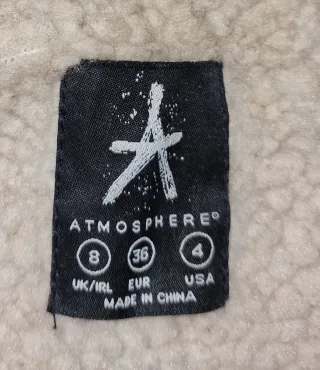 A
ATMOSPHERE®
8 36 4
UK/IRL EUR USA
MADE IN CHINA